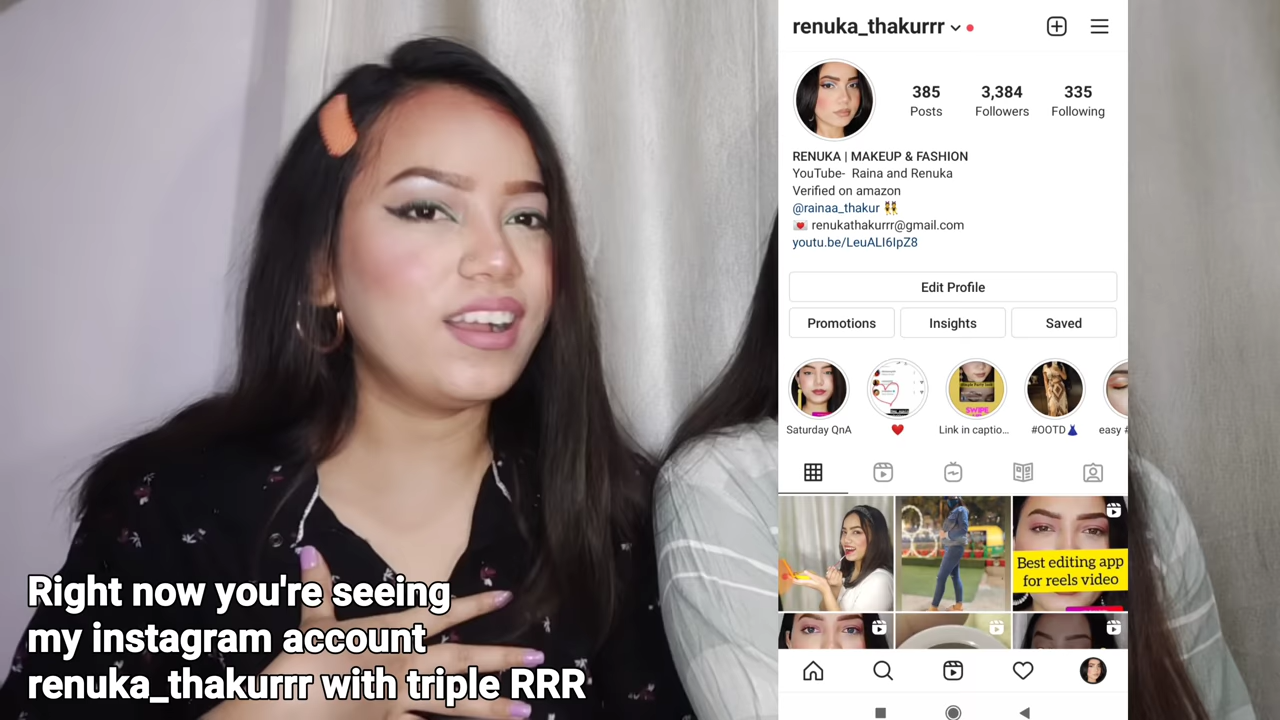 renuka_thakurrr
385
3,384
335
Posts
Followers
Following
RENUKA | MAKEUP & FASHION
YouTube-  Raina and Renuka
Verified on amazon
@rainaa_thakur 👯
💌 renukathakurrr@gmail.com
youtu.be/LeuALI6IpZ8
Edit Profile
Promotions
Insights
Saved
SWIPE
Saturday QnA
❤️
Link in captio...
#OOTD👗
easy #
Best editing app
for reels video
Right now you're seeing
my instagram account
renuka_thakurrr with triple RRR